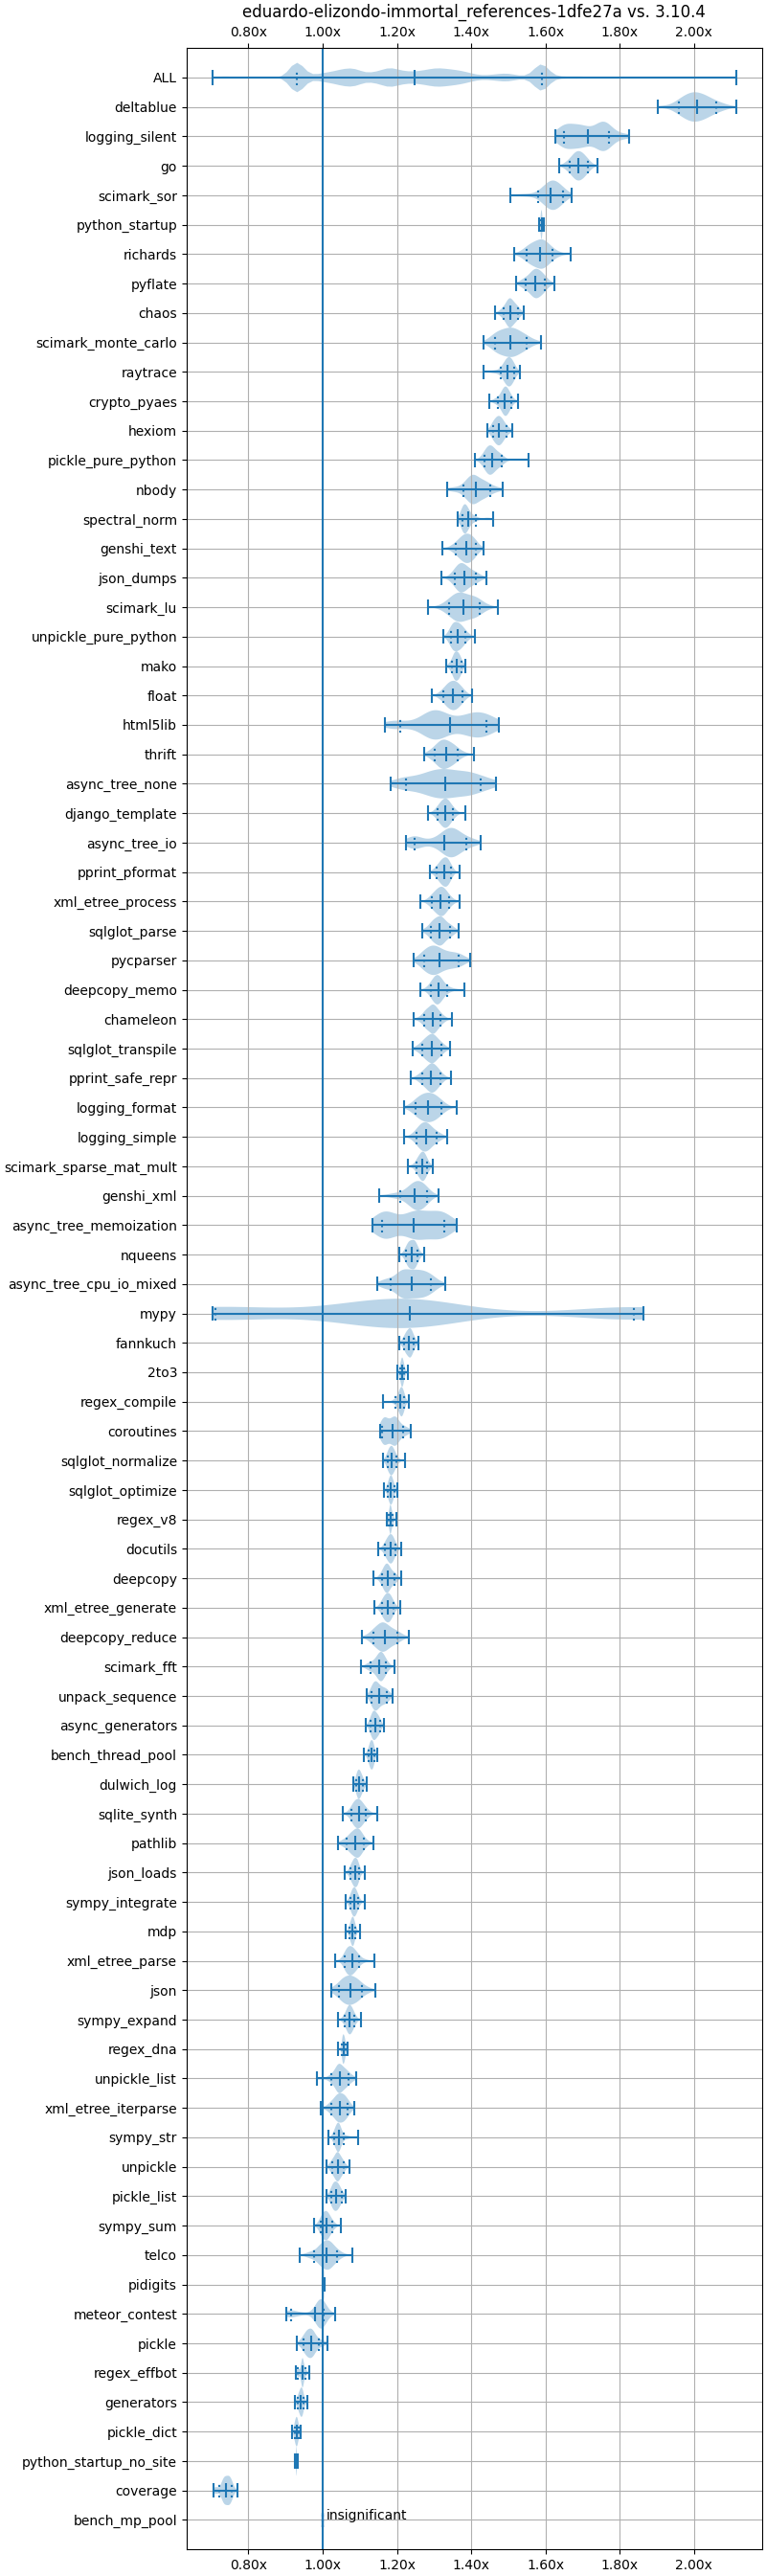 eduardo-elizondo-immortal_references-1dfe27a vs. 3.10.4
0.80x 1.00x 1.20x 1.40x 1.60x 1.80x 2.00x
ALL
deltablue
logging_silent
go
scimark_sor
python_startup
richards
pyflate
chaos
scimark_monte_carlo
raytrace
crypto_pyaes
hexiom
pickle_pure_python
nbody
spectral_norm
genshi_text
json_dumps
scimark_lu
unpickle_pure_python
mako
float
html5lib
thrift
async_tree_none
django_template
async_tree_io
pprint_pformat
xml_etree_process
sqlglot_parse
pycparser
deepcopy_memo
chameleon
sqlglot_transpile
pprint_safe_repr
logging_format
logging_simple
scimark_sparse_mat_mult
genshi_xml
async_tree_memoization
nqueens
async_tree_cpu_io_mixed
mypy
fannkuch
2to3
regex_compile
coroutines
sqlglot_normalize
sqlglot_optimize
regex_v8
docutils
deepcopy
xml_etree_generate
deepcopy_reduce
scimark_fft
unpack_sequence
async_generators
bench_thread_pool
dulwich_log
sqlite_synth
pathlib
json_loads
sympy_integrate
mdp
xml_etree_parse
json
sympy_expand
regex_dna
unpickle_list
xml_etree_iterparse
sympy_str
unpickle
pickle_list
sympy_sum
telco
pidigits
meteor_contest
pickle
regex_effbot
generators
pickle_dict
python_startup_no_site
coverage
bench_mp_pool insignificant
0.80x 1.00x 1.20x 1.40x 1.60x 1.80x 2.00x